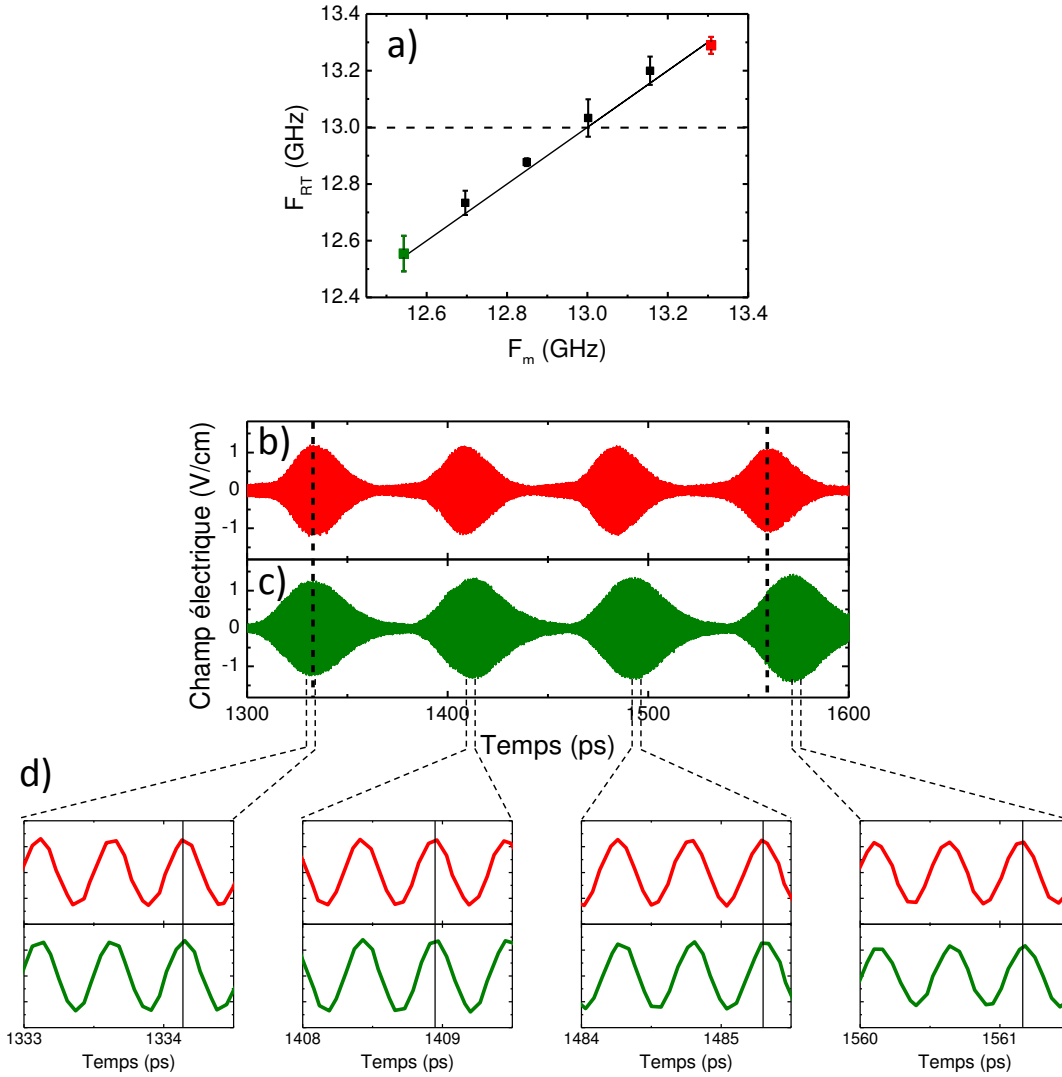 a)
13.4
13.2
13.0
12.8
12.6
12.4
F_RT (GHz)
12.6 12.8 13.0 13.2 13.4
F_m (GHz)
b)
1
0
-1
c)
1
0
-1
Champ électrique (V/cm)
1300 1400 1500 1600
Temps (ps)
d)
1333 1334 1408 1409 1484 1485 1560 1561
Temps (ps) Temps (ps) Temps (ps) Temps (ps)